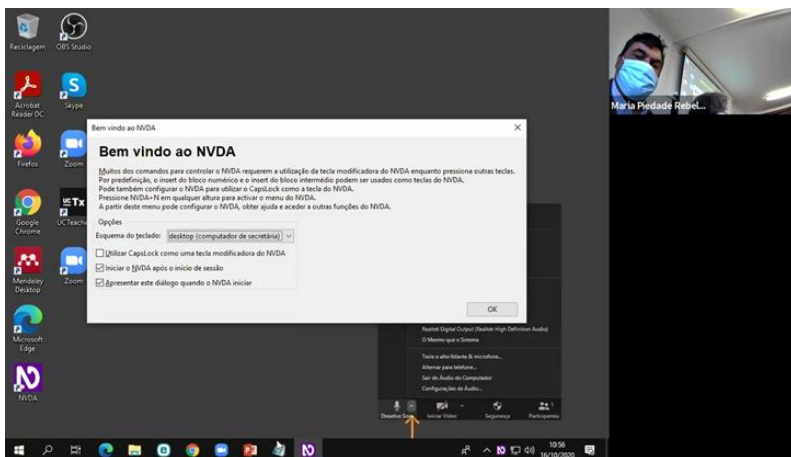 Reciclagem
OBS Studio
Acrobat
Reader DC
Skype
Firefox
Zoom
Google
Chrome
UCTx
UCTeach
Mendeley
Desktop
Zoom
Microsoft
Edge
NVDA
Bem vindo ao NVDA
Bem vindo ao NVDA
Muitos dos comandos para controlar o NVDA requerem a utilização da tecla modificadora do NVDA enquanto pressiona outras teclas.
Por predefinição, o insert do bloco numérico e o insert do bloco intermédio podem ser usados como teclas do NVDA.
Pode também configurar o NVDA para utilizar o CapsLock como a tecla do NVDA.
Pressione NVDA+N em qualquer altura para activar o menu do NVDA.
A partir deste menu pode configurar o NVDA, obter ajuda e aceder a outras funções do NVDA.
Opções
Esquema do teclado: desktop (computador de secretária)
Utilizar CapsLock como uma tecla modificadora do NVDA
Iniciar o NVDA após o início de sessão
Apresentar este diálogo quando o NVDA iniciar
OK
Maria Piedade Rebel...
Realtek Digital Output (Realtek High Definition Audio)
O Mesmo que o Sistema
Teste o alto-falante & microfone...
Alternar para telefone...
Sair do Áudio do Computador
Configurações de Áudio...
Desative Som
Iniciar Vídeo
Segurança
Participantes
1
10:56
16/10/2020